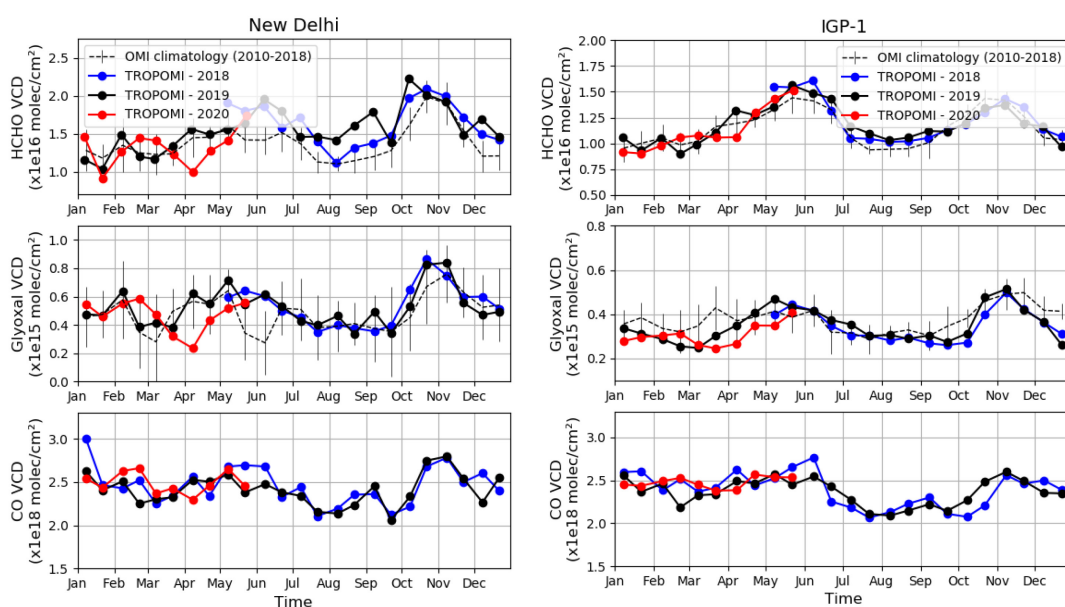 New Delhi
HCHO VCD
(x1e16 molec/cm²)
2.5
2.0
1.5
1.0
OMI climatology (2010-2018)
TROPOMI - 2018
TROPOMI - 2019
TROPOMI - 2020
Jan Feb Mar Apr May Jun Jul Aug Sep Oct Nov Dec
Glyoxal VCD
(x1e15 molec/cm²)
1.0
0.8
0.6
0.4
0.2
0.0
Jan Feb Mar Apr May Jun Jul Aug Sep Oct Nov Dec
CO VCD
(x1e18 molec/cm²)
3.0
2.5
2.0
1.5
Jan Feb Mar Apr May Jun Jul Aug Sep Oct Nov Dec
Time
IGP-1
HCHO VCD
(x1e16 molec/cm²)
2.00
1.75
1.50
1.25
1.00
0.75
0.50
OMI climatology (2010-2018)
TROPOMI - 2018
TROPOMI - 2019
TROPOMI - 2020
Jan Feb Mar Apr May Jun Jul Aug Sep Oct Nov Dec
Glyoxal VCD
(x1e15 molec/cm²)
0.8
0.6
0.4
0.2
Jan Feb Mar Apr May Jun Jul Aug Sep Oct Nov Dec
CO VCD
(x1e18 molec/cm²)
3.0
2.5
2.0
1.5
Jan Feb Mar Apr May Jun Jul Aug Sep Oct Nov Dec
Time